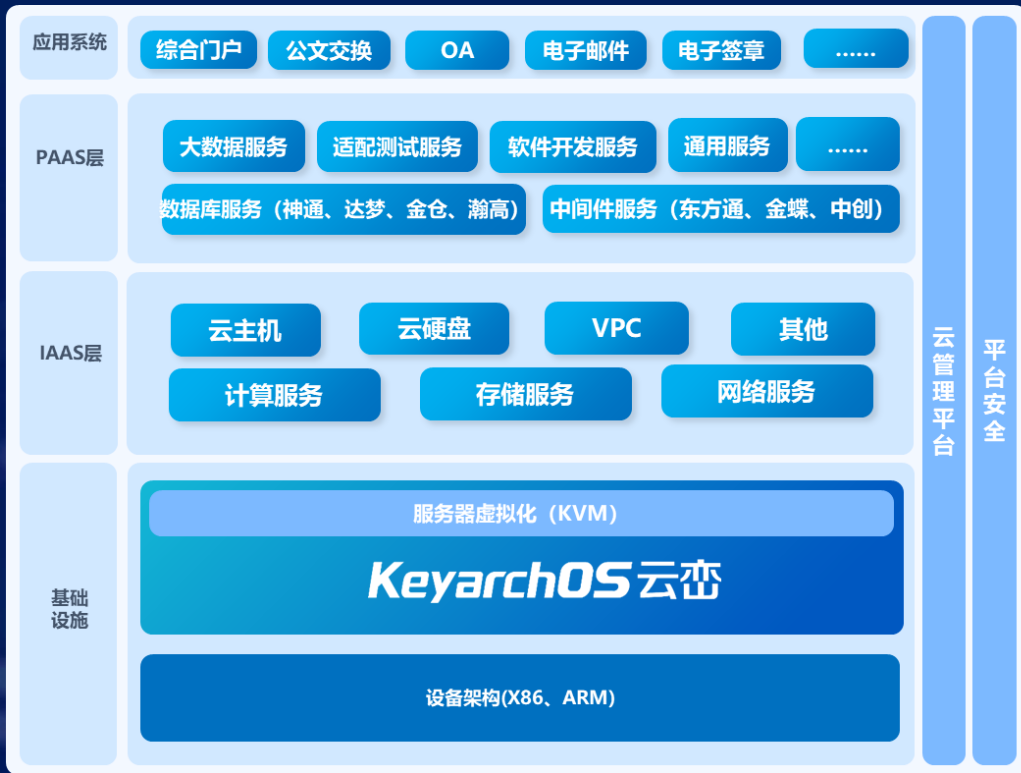 应用系统
综合门户
公文交换
OA
电子邮件
电子签章
......
PAAS层
大数据服务
适配测试服务
软件开发服务
通用服务
......
数据库服务（神通、达梦、金仓、瀚高）
中间件服务（东方通、金蝶、中创）
IAAS层
云主机
云硬盘
VPC
其他
计算服务
存储服务
网络服务
基础
设施
服务器虚拟化（KVM）
KeyarchOS云峦
设备架构(X86、ARM)
云管理平台
平台安全